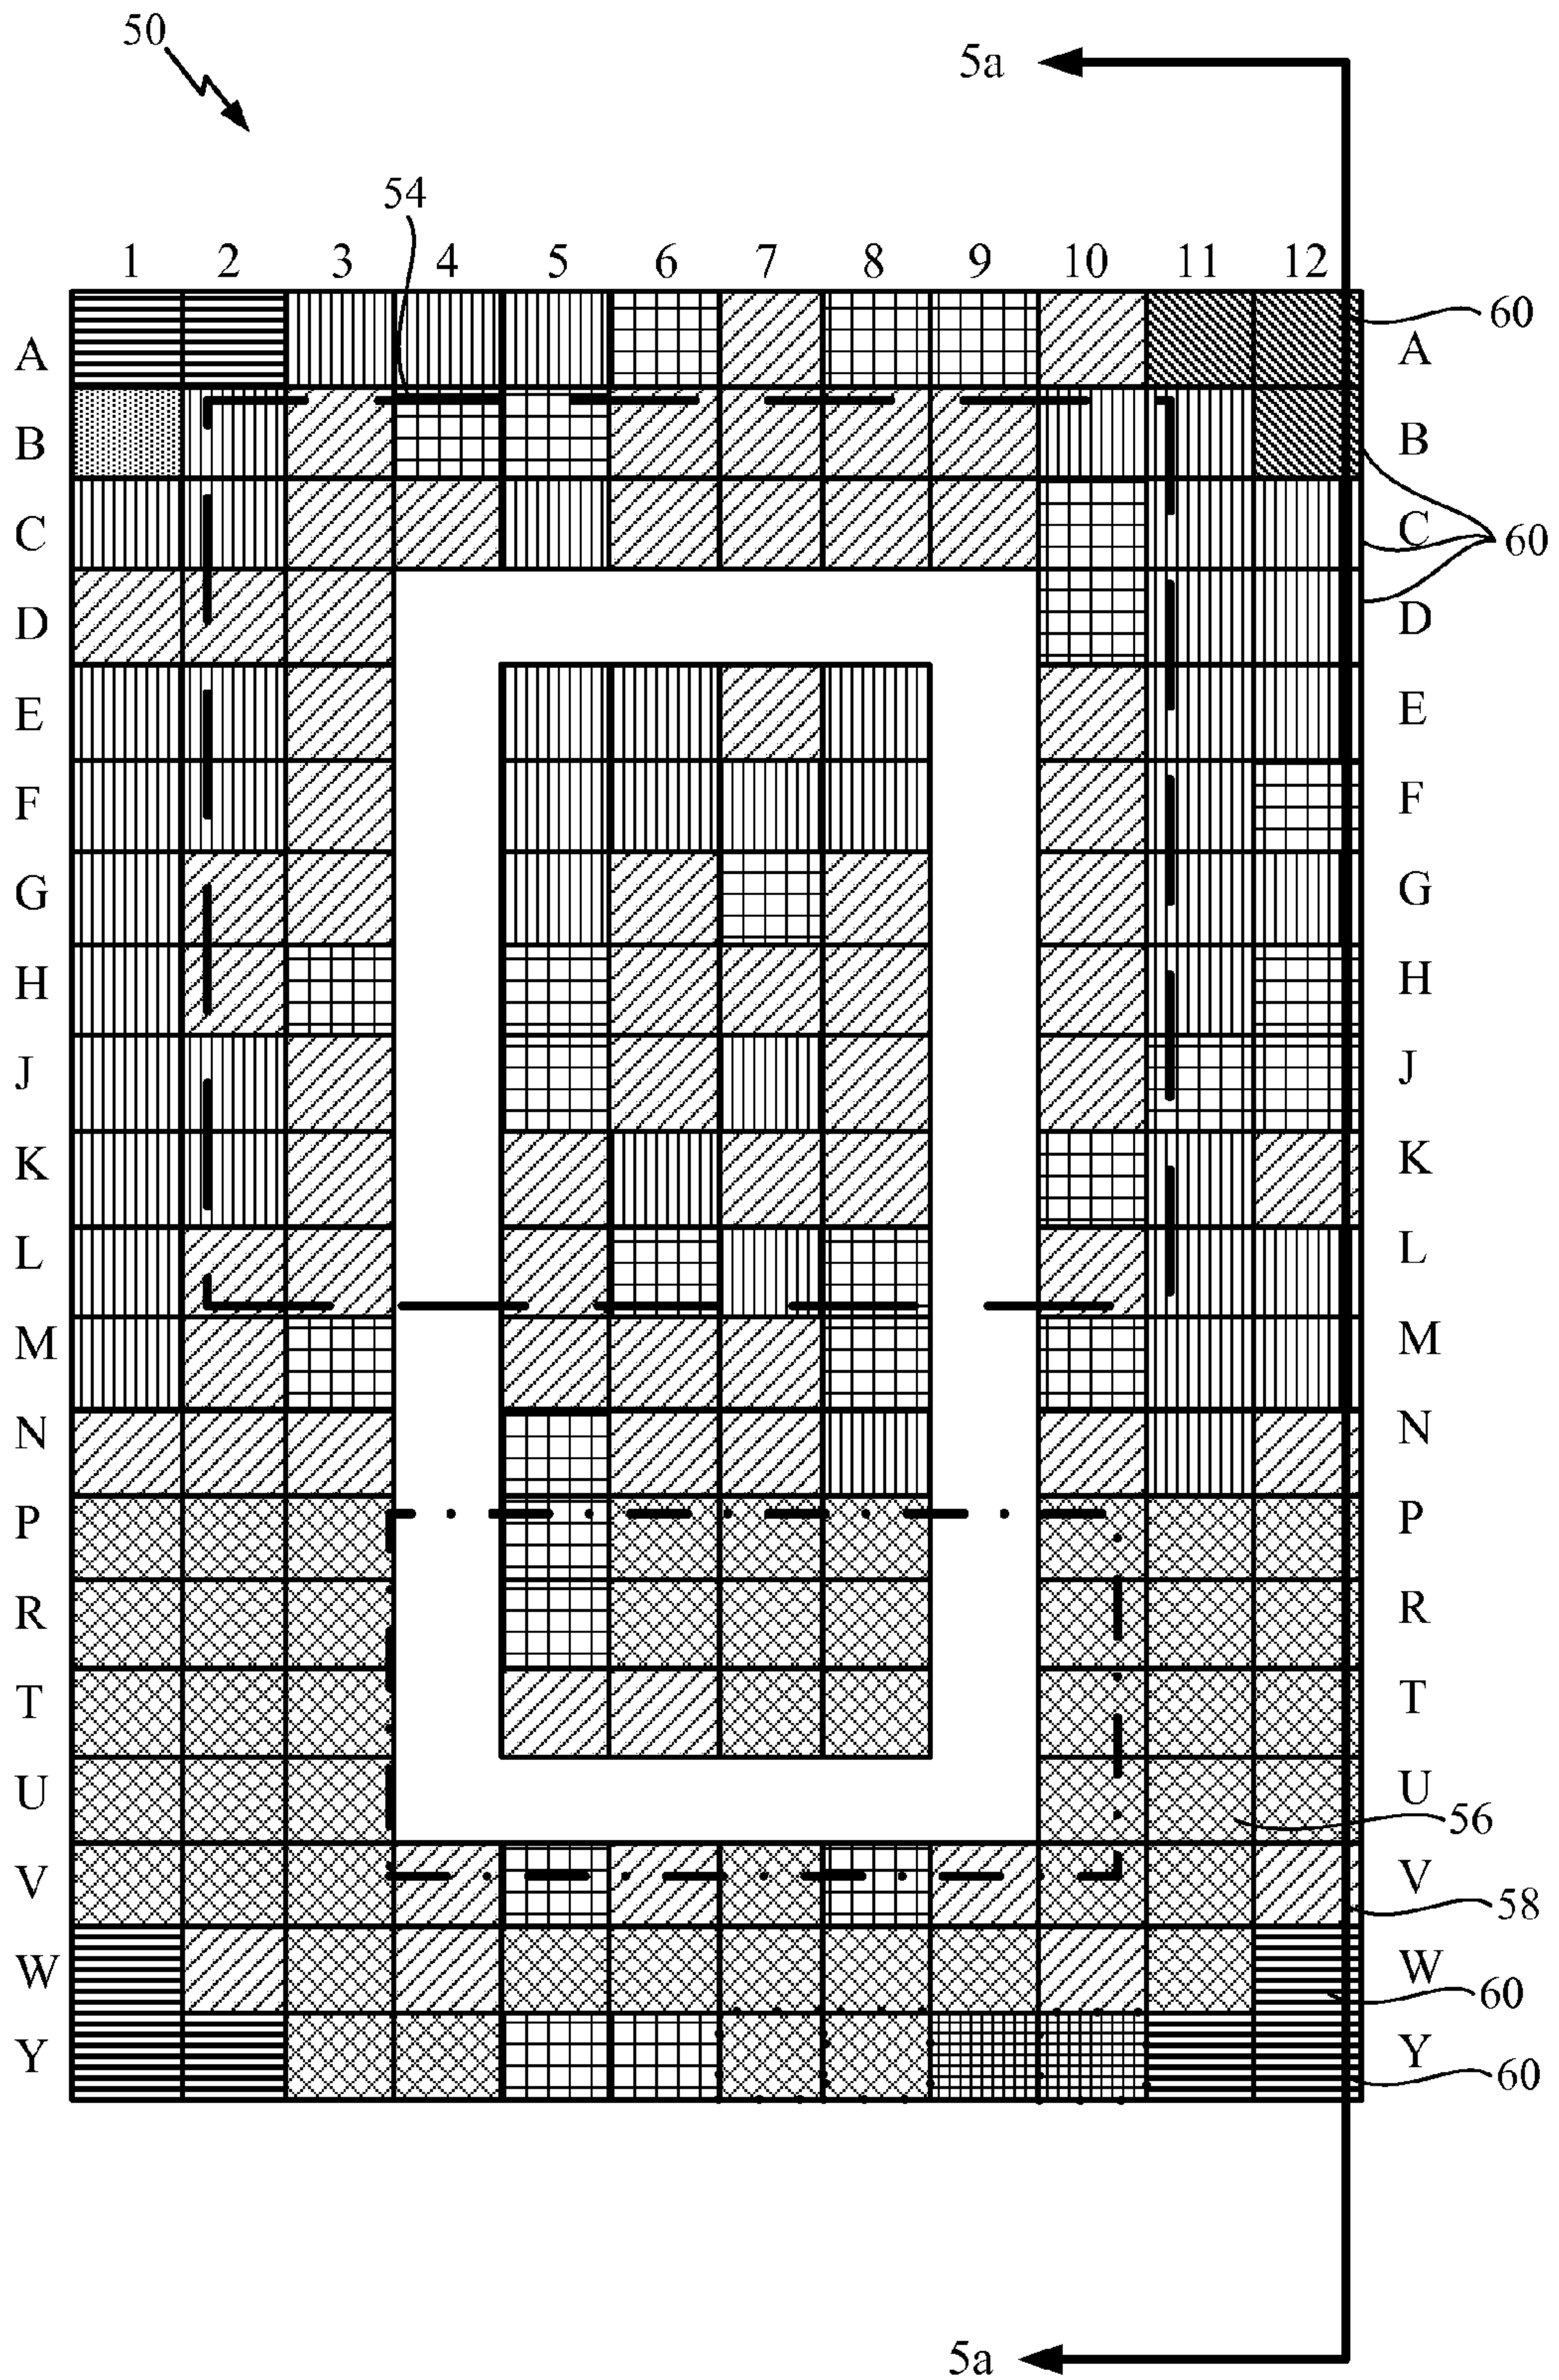 50
5a
54
1 2 3 4 5 6 7 8 9 10 11 12
60
A A
B B
C C 60
D D
E E
F F
G G
H H
J J
K K
L L
M M
N N
P P
R R
T T
U U
56
V V
58
W W
60
Y Y
60
5a